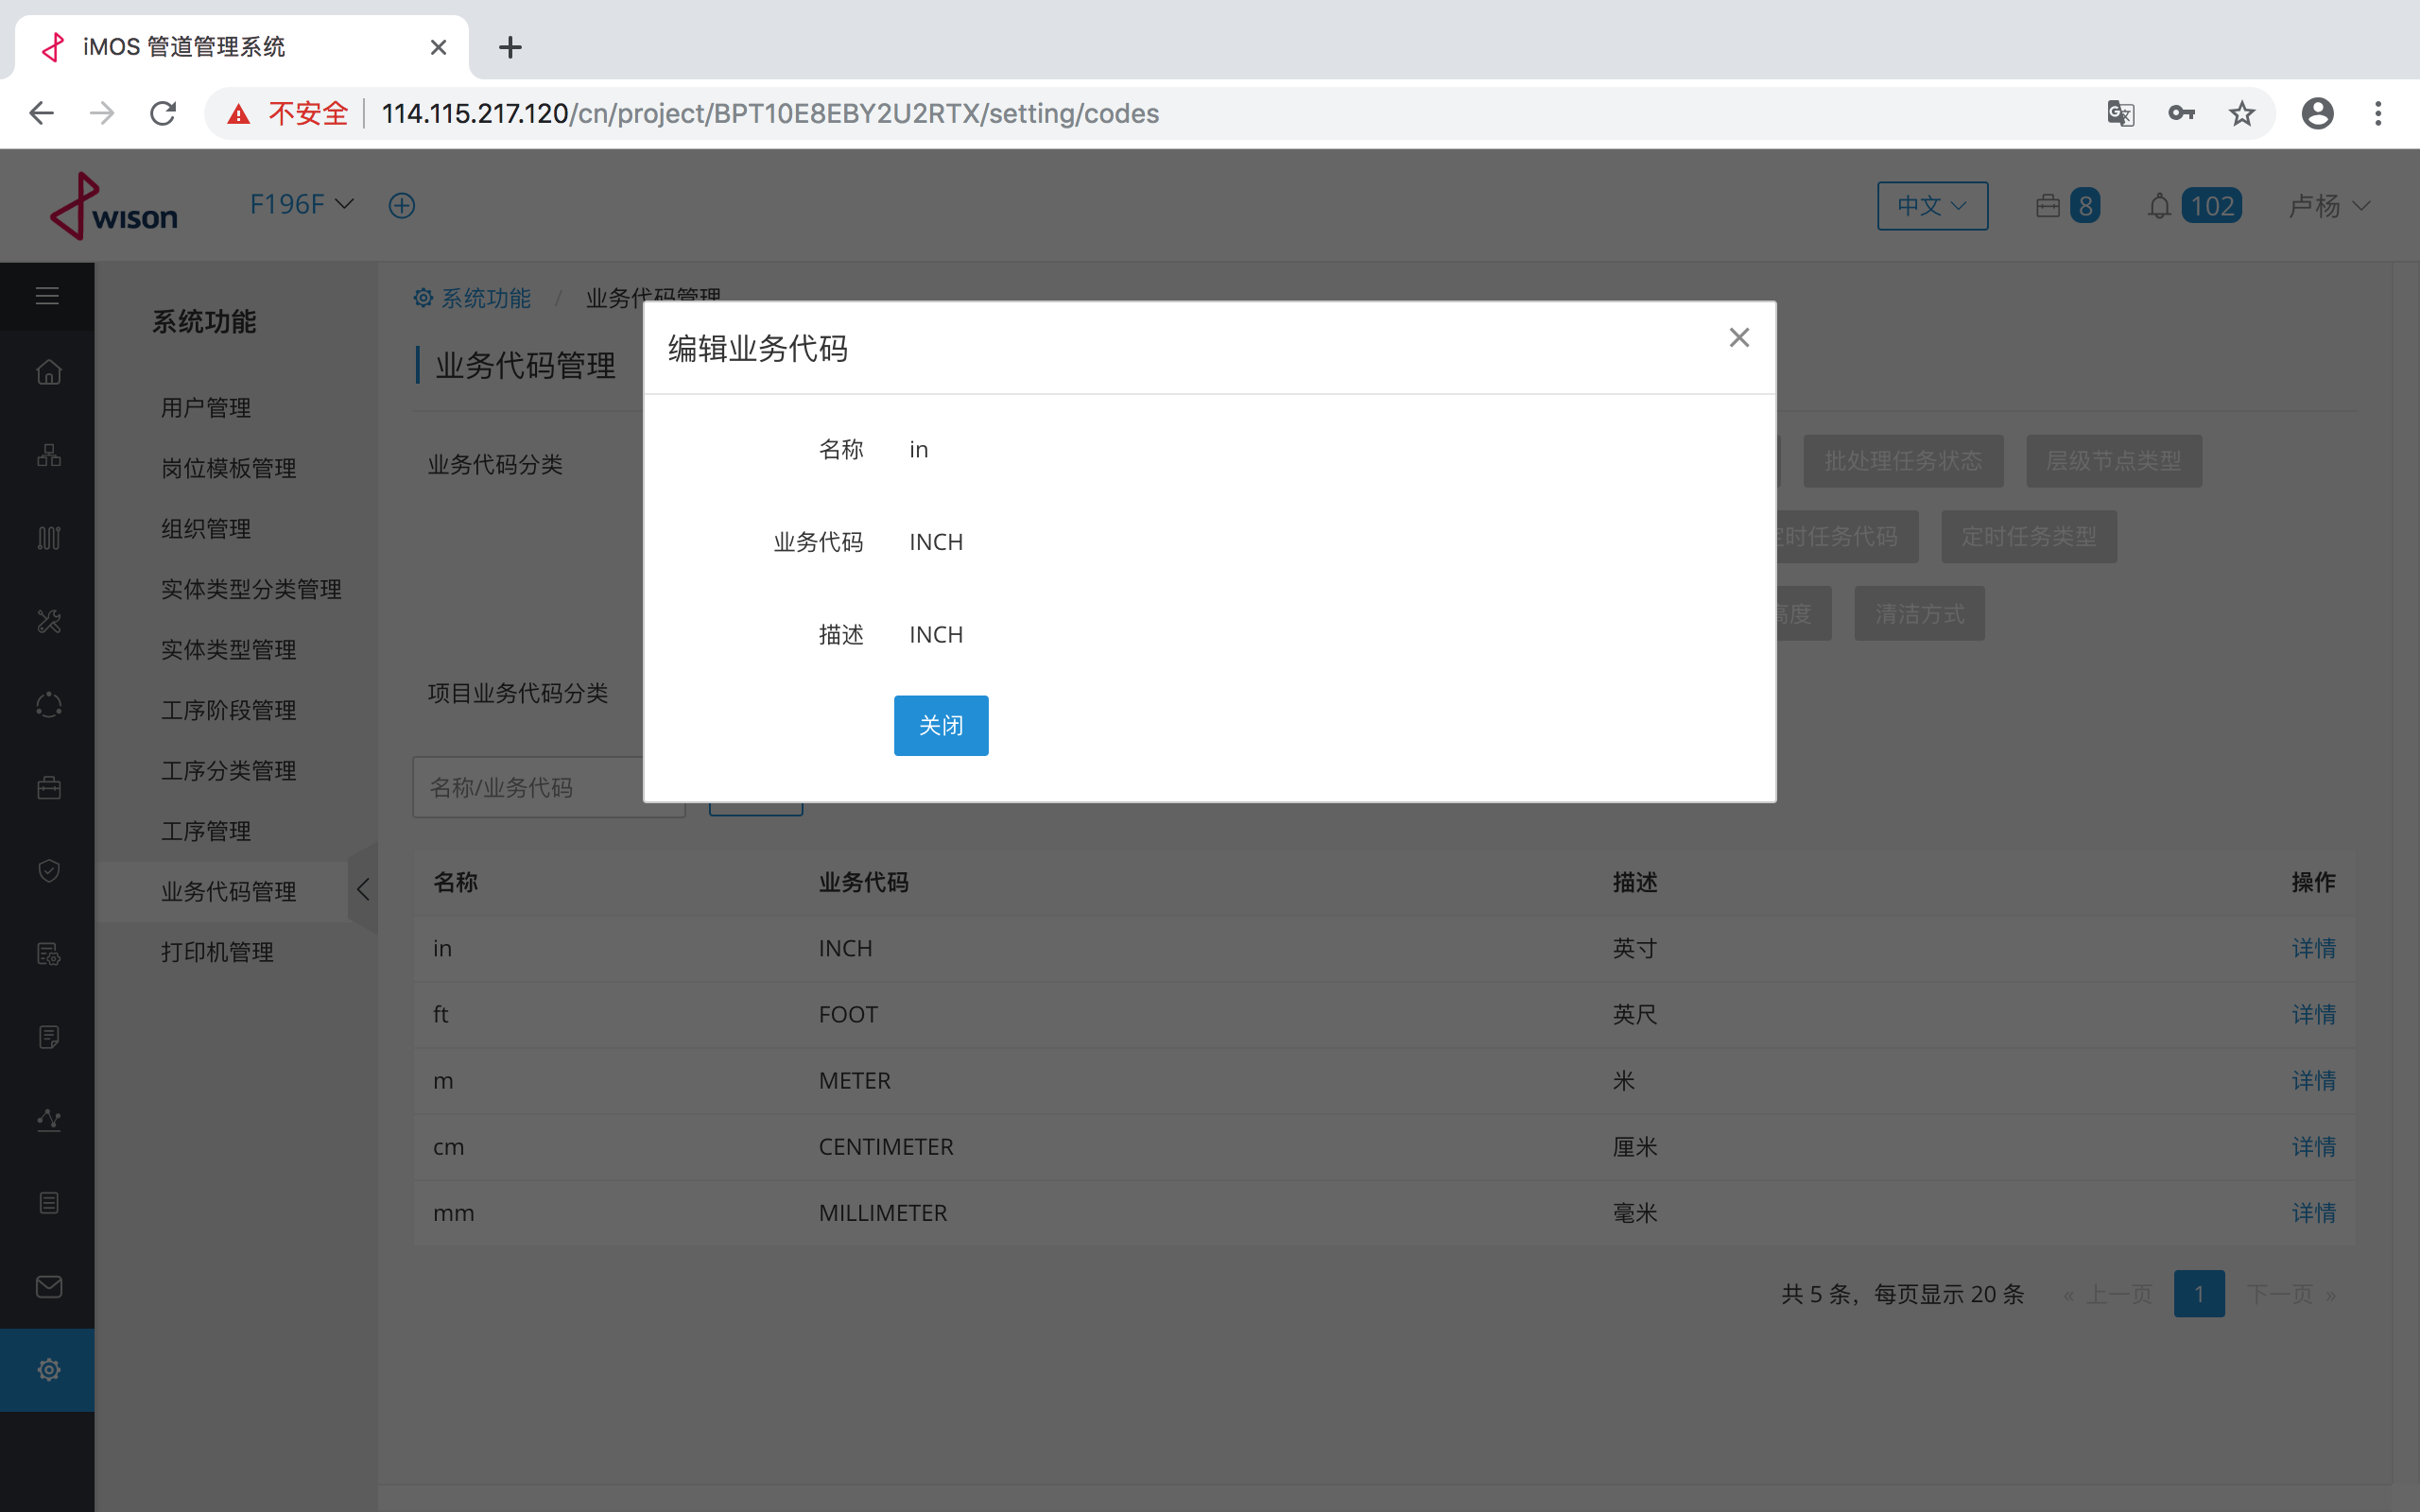 iMOS 管道管理系统
不安全
114.115.217.120/cn/project/BPT10E8EBY2U2RTX/setting/codes
wison
F196F
中文
8
102
卢杨
系统功能
用户管理
岗位模板管理
组织管理
实体类型分类管理
实体类型管理
工序阶段管理
工序分类管理
工序管理
业务代码管理
打印机管理
系统功能 / 业务代码管理
业务代码管理
业务代码分类
批处理任务状态
层级节点类型
定时任务代码
定时任务类型
高度
清洁方式
项目业务代码分类
名称/业务代码
编辑业务代码
名称 in
业务代码 INCH
描述 INCH
关闭
名称 业务代码 描述 操作
in INCH 英寸 详情
ft FOOT 英尺 详情
m METER 米 详情
cm CENTIMETER 厘米 详情
mm MILLIMETER 毫米 详情
共 5 条，每页显示 20 条 « 上一页 1 下一页 »